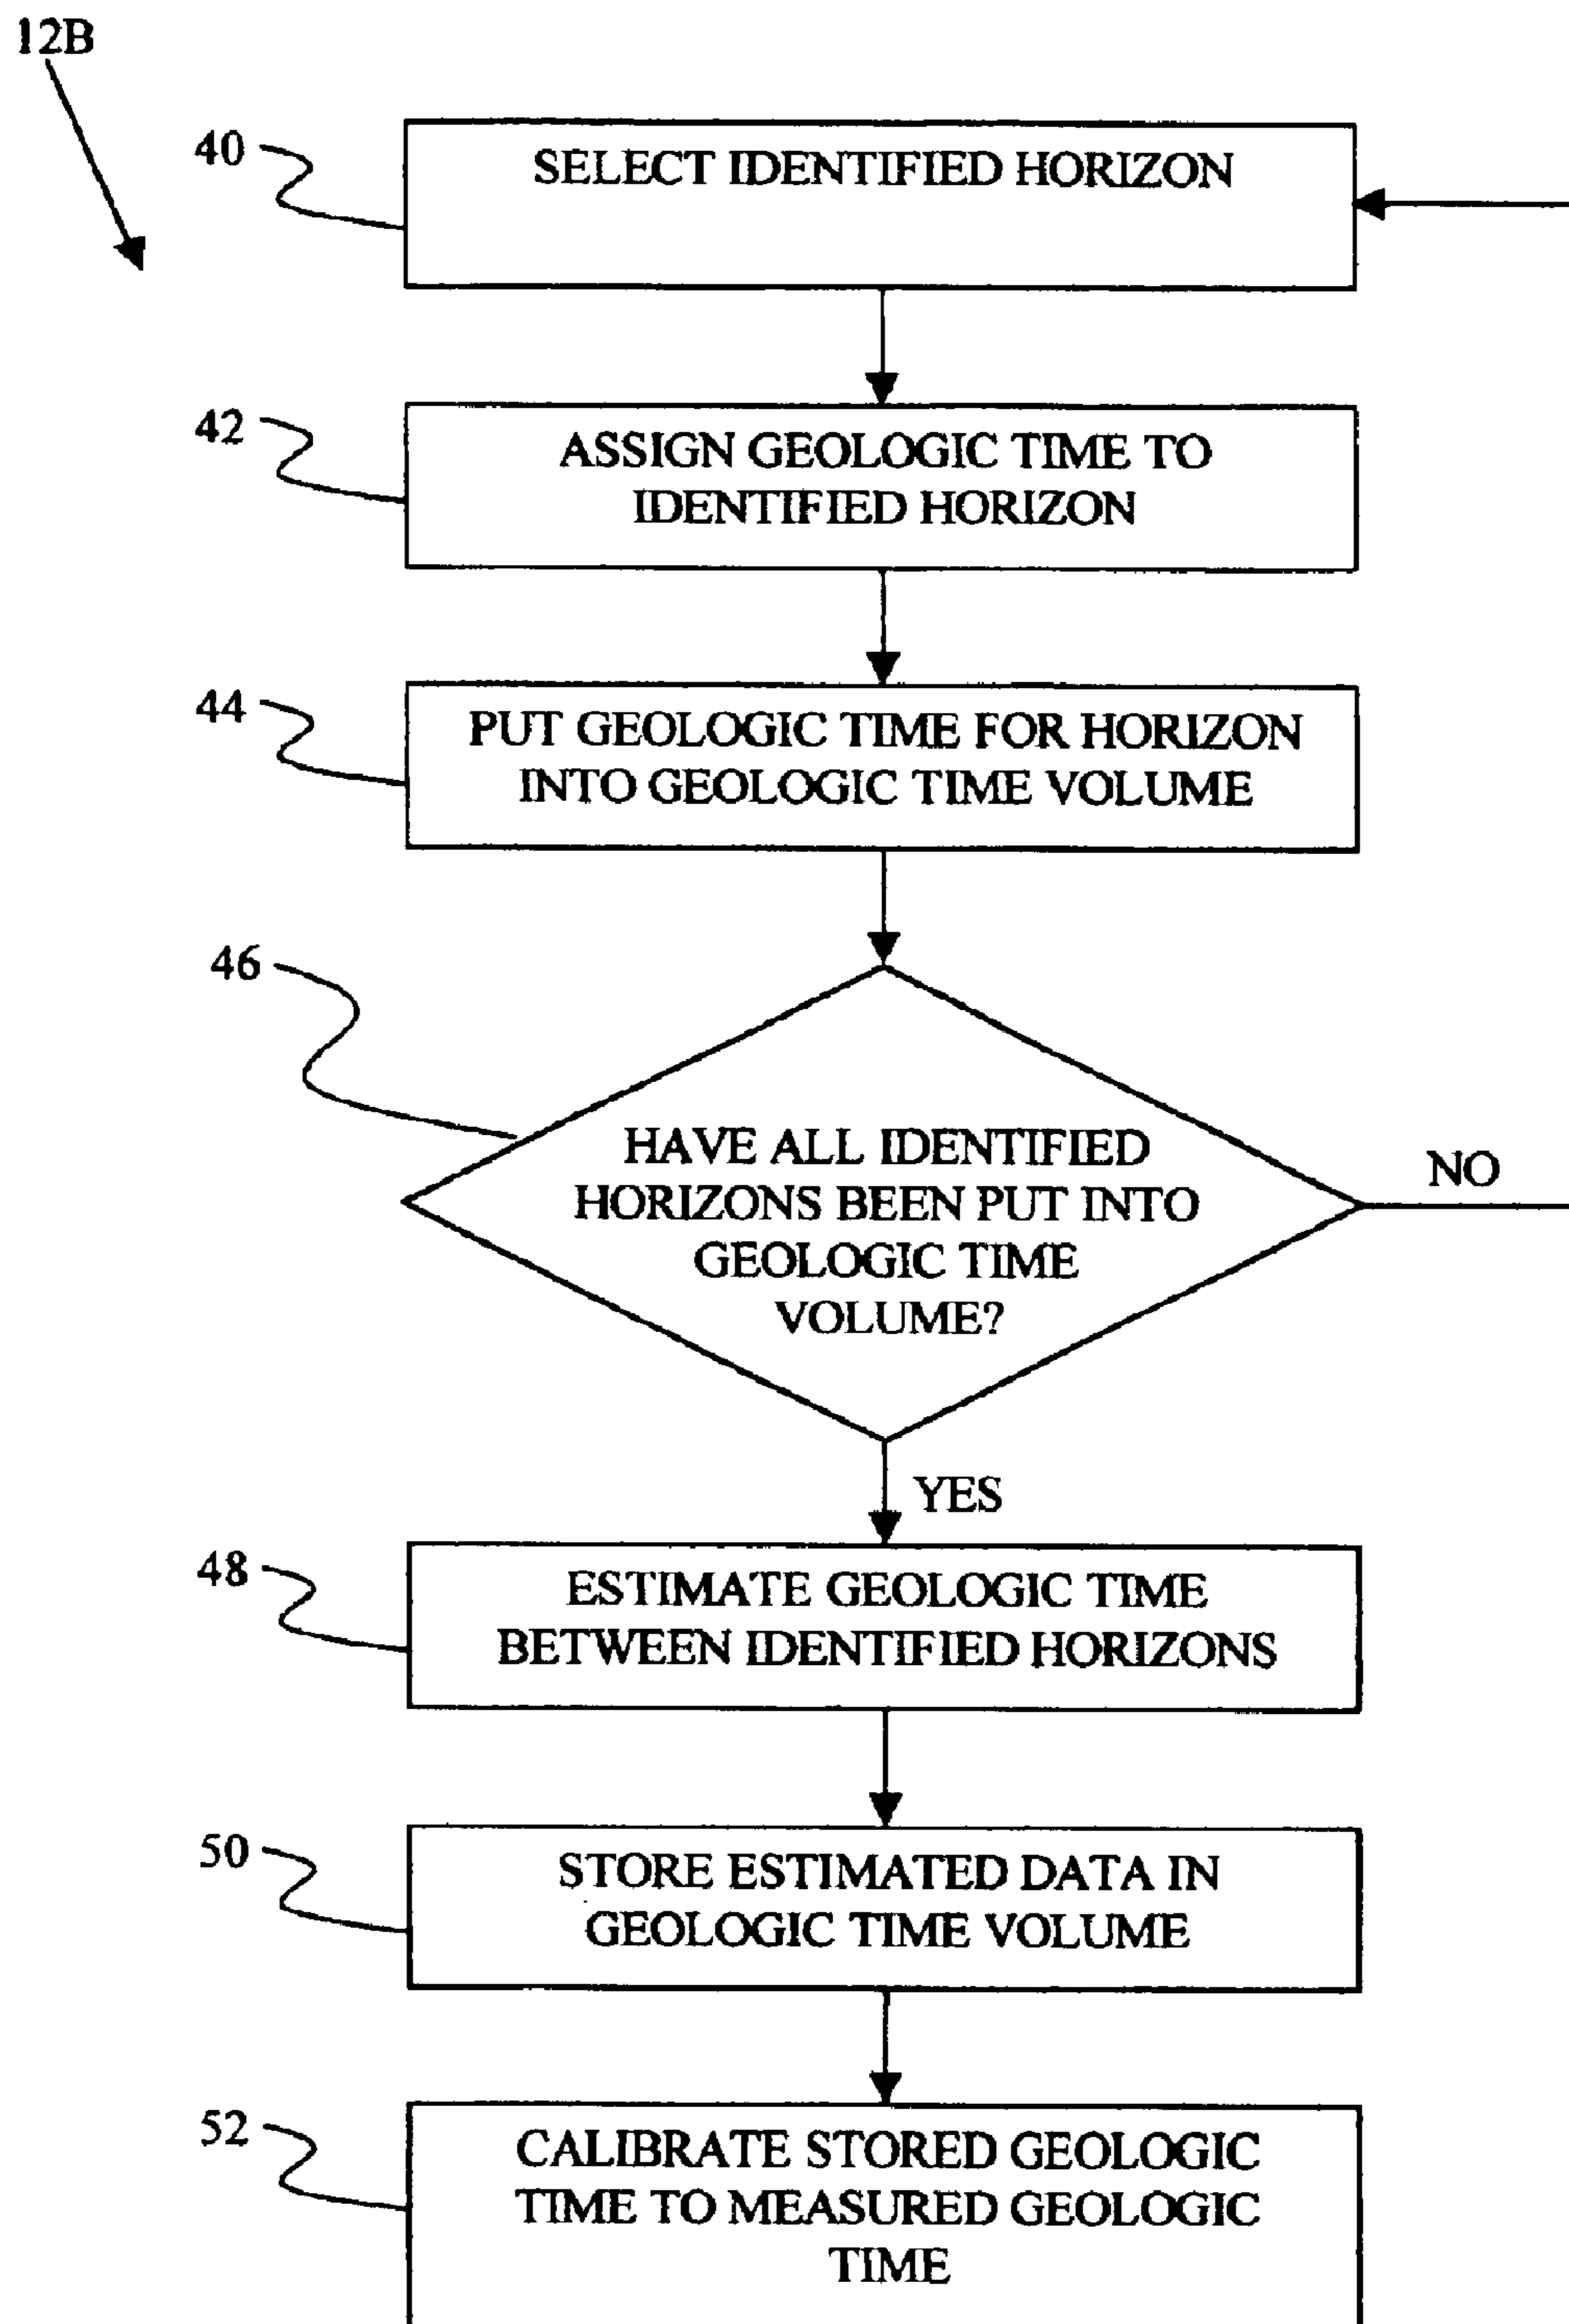 12B
40
SELECT IDENTIFIED HORIZON
42
ASSIGN GEOLOGIC TIME TO
IDENTIFIED HORIZON
44
PUT GEOLOGIC TIME FOR HORIZON
INTO GEOLOGIC TIME VOLUME
46
HAVE ALL IDENTIFIED
HORIZONS BEEN PUT INTO
GEOLOGIC TIME
VOLUME?
NO
YES
48
ESTIMATE GEOLOGIC TIME
BETWEEN IDENTIFIED HORIZONS
50
STORE ESTIMATED DATA IN
GEOLOGIC TIME VOLUME
52
CALIBRATE STORED GEOLOGIC
TIME TO MEASURED GEOLOGIC
TIME